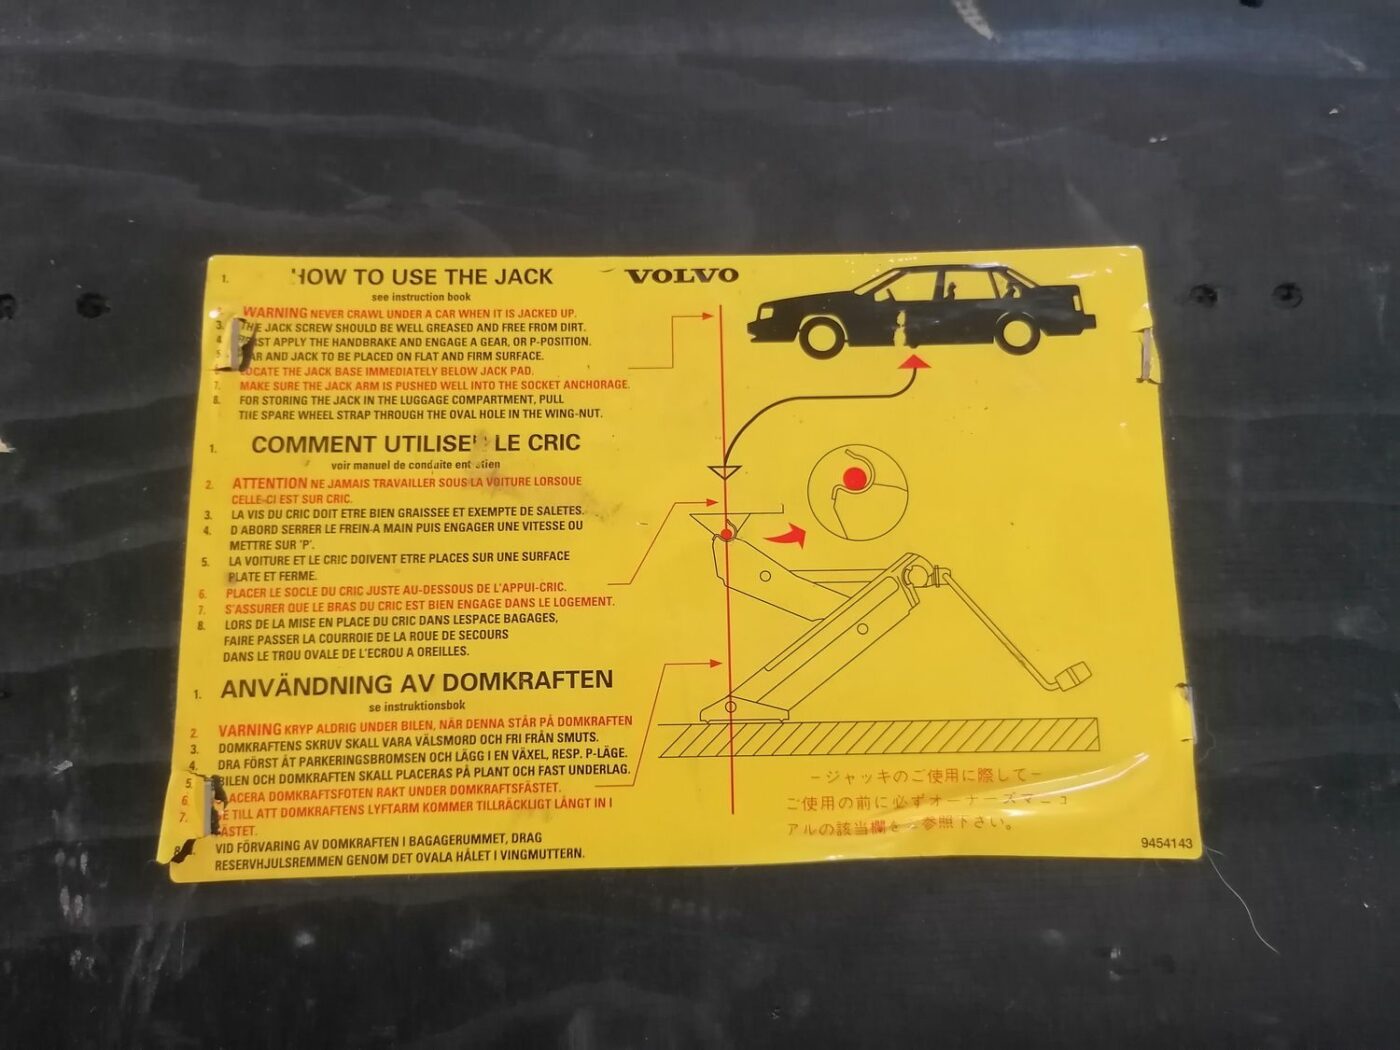 1. HOW TO USE THE JACK
see instruction book
WARNING NEVER CRAWL UNDER A CAR WHEN IT IS JACKED UP.
3. THE JACK SCREW SHOULD BE WELL GREASED AND FREE FROM DIRT.
4 APPLY THE HANDBRAKE AND ENGAGE A GEAR, OR P-POSITION.
5 AND JACK TO BE PLACED ON FLAT AND FIRM SURFACE.
6 LOCATE THE JACK BASE IMMEDIATELY BELOW JACK PAD.
7. MAKE SURE THE JACK ARM IS PUSHED WELL INTO THE SOCKET ANCHORAGE.
8. FOR STORING THE JACK IN THE LUGGAGE COMPARTMENT, PULL
THE SPARE WHEEL STRAP THROUGH THE OVAL HOLE IN THE WING-NUT.
1. COMMENT UTILISER LE CRIC
voir manuel de conduite entretien
2. ATTENTION NE JAMAIS TRAVAILLER SOUS LA VOITURE LORSOUE
CELLE-CI EST SUR CRIC.
3. LA VIS DU CRIC DOIT ETRE BIEN GRAISSEE ET EXEMPTE DE SALETES.
4. D ABORD SERRER LE FREIN-A MAIN PUIS ENGAGER UNE VITESSE OU
METTRE SUR 'P'.
5. LA VOITURE ET LE CRIC DOIVENT ETRE PLACES SUR UNE SURFACE
PLATE ET FERME.
6. PLACER LE SOCLE DU CRIC JUSTE AU-DESSOUS DE L'APPUI-CRIC.
7. S'ASSURER QUE LE BRAS DU CRIC EST BIEN ENGAGE DANS LE LOGEMENT.
8. LORS DE LA MISE EN PLACE DU CRIC DANS LESPACE BAGAGES,
FAIRE PASSER LA COURROIE DE LA ROUE DE SECOURS
DANS LE TROU OVALE DE L'ECROU A OREILLES.
1. ANVÄNDNING AV DOMKRAFTEN
se instruktionsbok
2. VARNING KRYP ALDRIG UNDER BILEN, NÄR DENNA STÅR PÅ DOMKRAFTEN
3. DOMKRAFTENS SKRUV SKALL VARA VÄLSMORD OCH FRI FRÅN SMUTS.
4. DRA FÖRST ÅT PARKERINGSBROMSEN OCH LÄGG I EN VÄXEL, RESP. P-LÄGE.
5. BILEN OCH DOMKRAFTEN SKALL PLACERAS PÅ PLANT OCH FAST UNDERLAG.
6. PLACERA DOMKRAFTSFOTEN RAKT UNDER DOMKRAFTSFÄSTET.
7. SE TILL ATT DOMKRAFTENS LYFTARM KOMMER TILLRÄCKLIGT LÅNGT IN I
FÄSTET.
8. VID FÖRVARING AV DOMKRAFTEN I BAGAGERUMMET, DRAG
RESERVHJULSREMMEN GENOM DET OVALA HÅLET I VINGMUTTERN.
VOLVO
－ジャッキのご使用に際して－
ご使用の前に必ずオーナーズマニュ
アルの該当欄をご参照下さい。
9454143